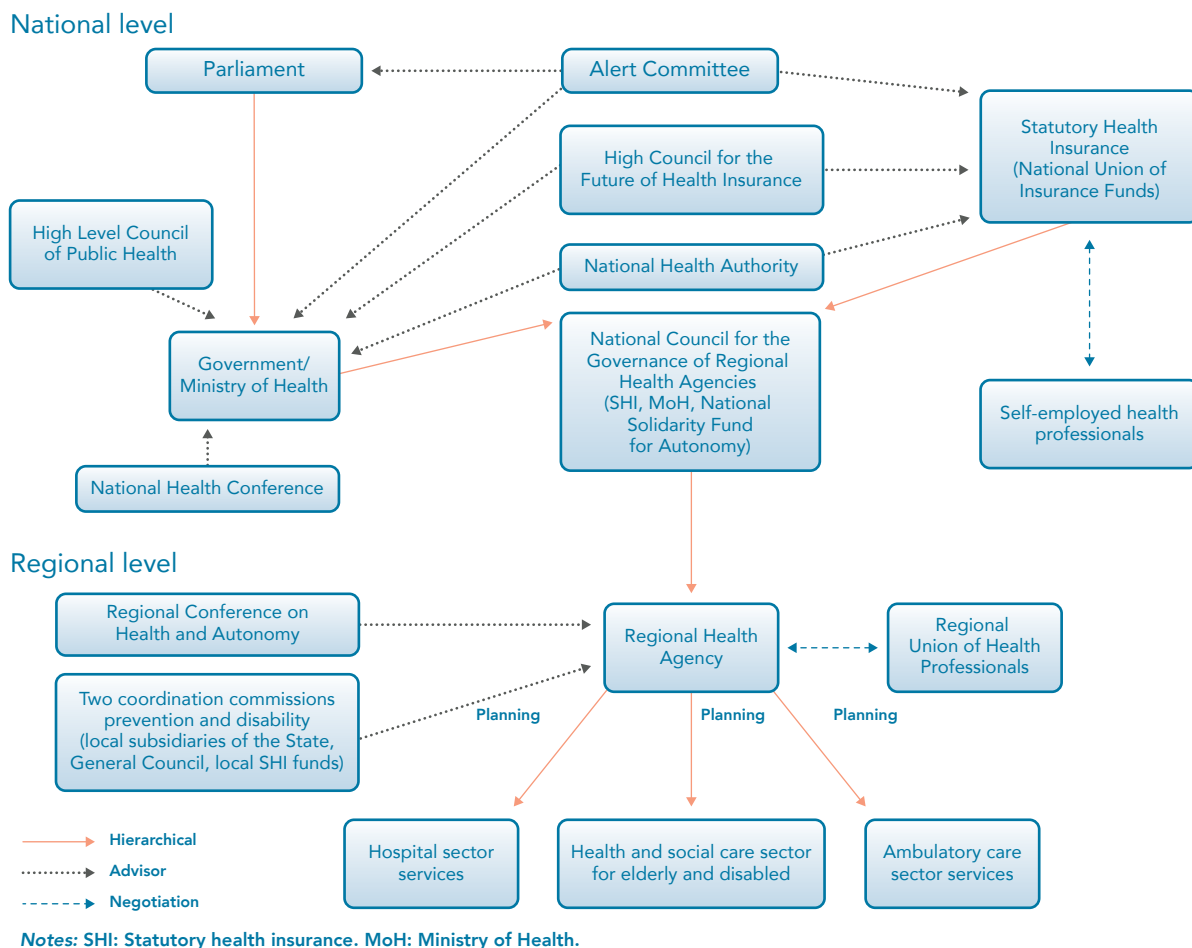 National level
Parliament
Alert Committee
Statutory Health
Insurance
(National Union of
Insurance Funds)
High Council for the
Future of Health Insurance
High Level Council
of Public Health
National Health Authority
Government/
Ministry of Health
National Council for the
Governance of Regional
Health Agencies
(SHI, MoH, National
Solidarity Fund
for Autonomy)
Self-employed health
professionals
National Health Conference
Regional level
Regional Conference on
Health and Autonomy
Regional Health
Agency
Regional
Union of Health
Professionals
Two coordination commissions
prevention and disability
(local subsidiaries of the State,
General Council, local SHI funds)
Planning
Planning
Planning
Hospital sector
services
Health and social care sector
for elderly and disabled
Ambulatory care
sector services
Hierarchical
Advisor
Negotiation
Notes: SHI: Statutory health insurance. MoH: Ministry of Health.